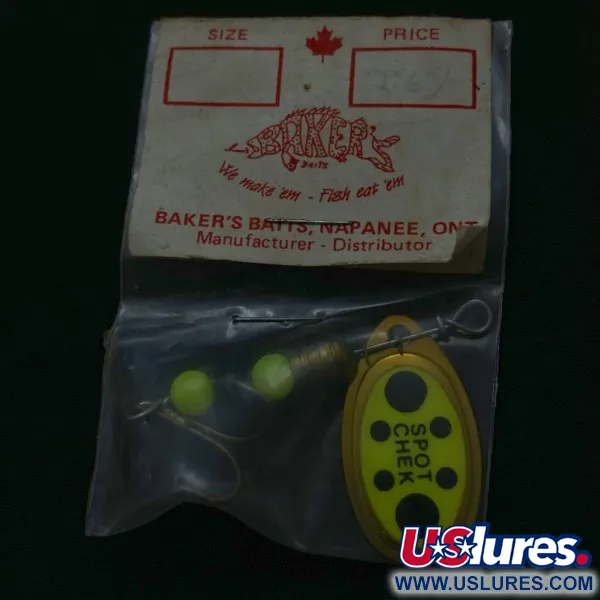 SIZE
PRICE
BAKER'S
BAITS
We make 'em - Fish eat 'em
BAKER'S BAITS, NAPANEE, ONT
Manufacturer - Distributor
SPOT
CHEK
USlures.
WWW.USLURES.COM